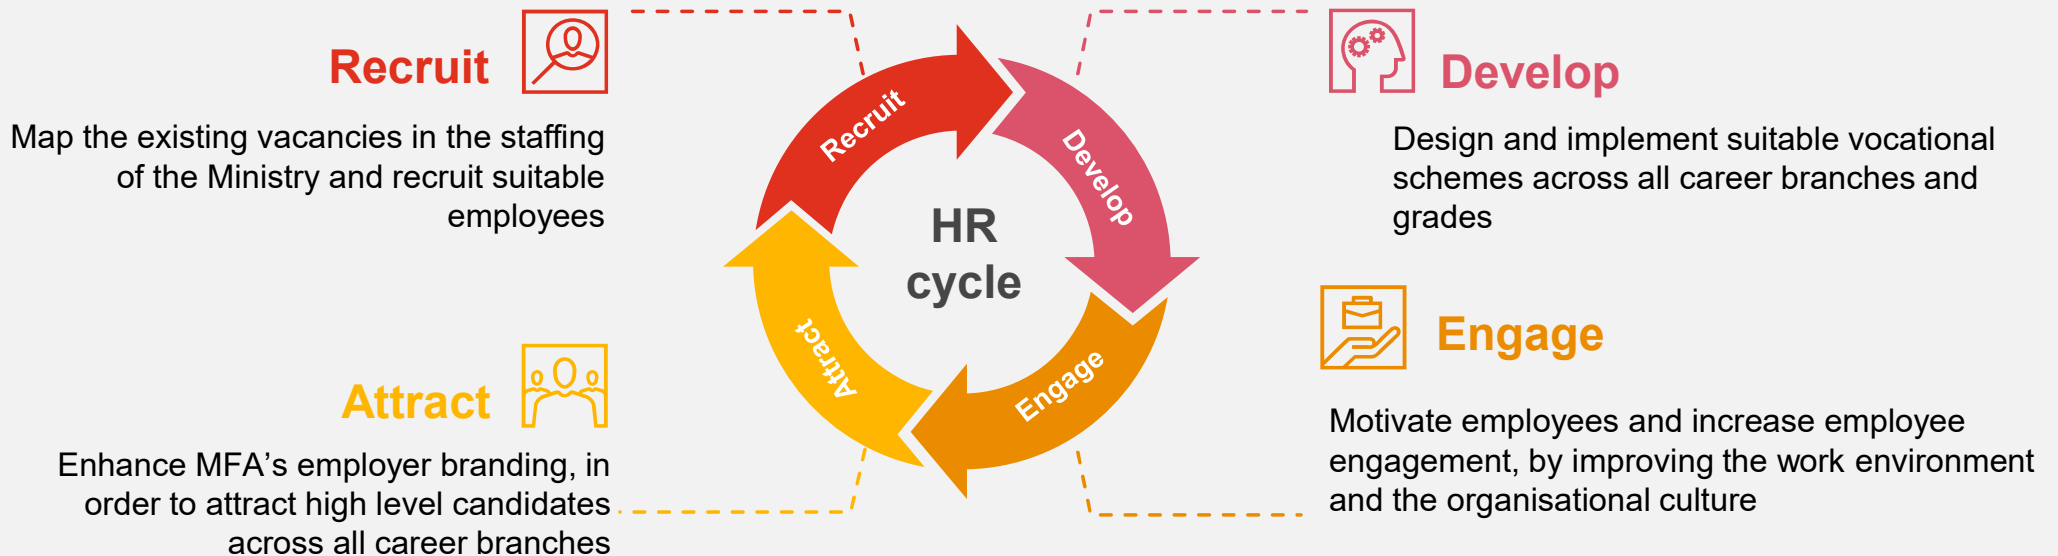 Recruit
Map the existing vacancies in the staffing
of the Ministry and recruit suitable
employees
Attract
Enhance MFA’s employer branding, in
order to attract high level candidates
across all career branches
Recruit
Develop
Engage
Attract
HR
cycle
Develop
Design and implement suitable vocational
schemes across all career branches and
grades
Engage
Motivate employees and increase employee
engagement, by improving the work environment
and the organisational culture